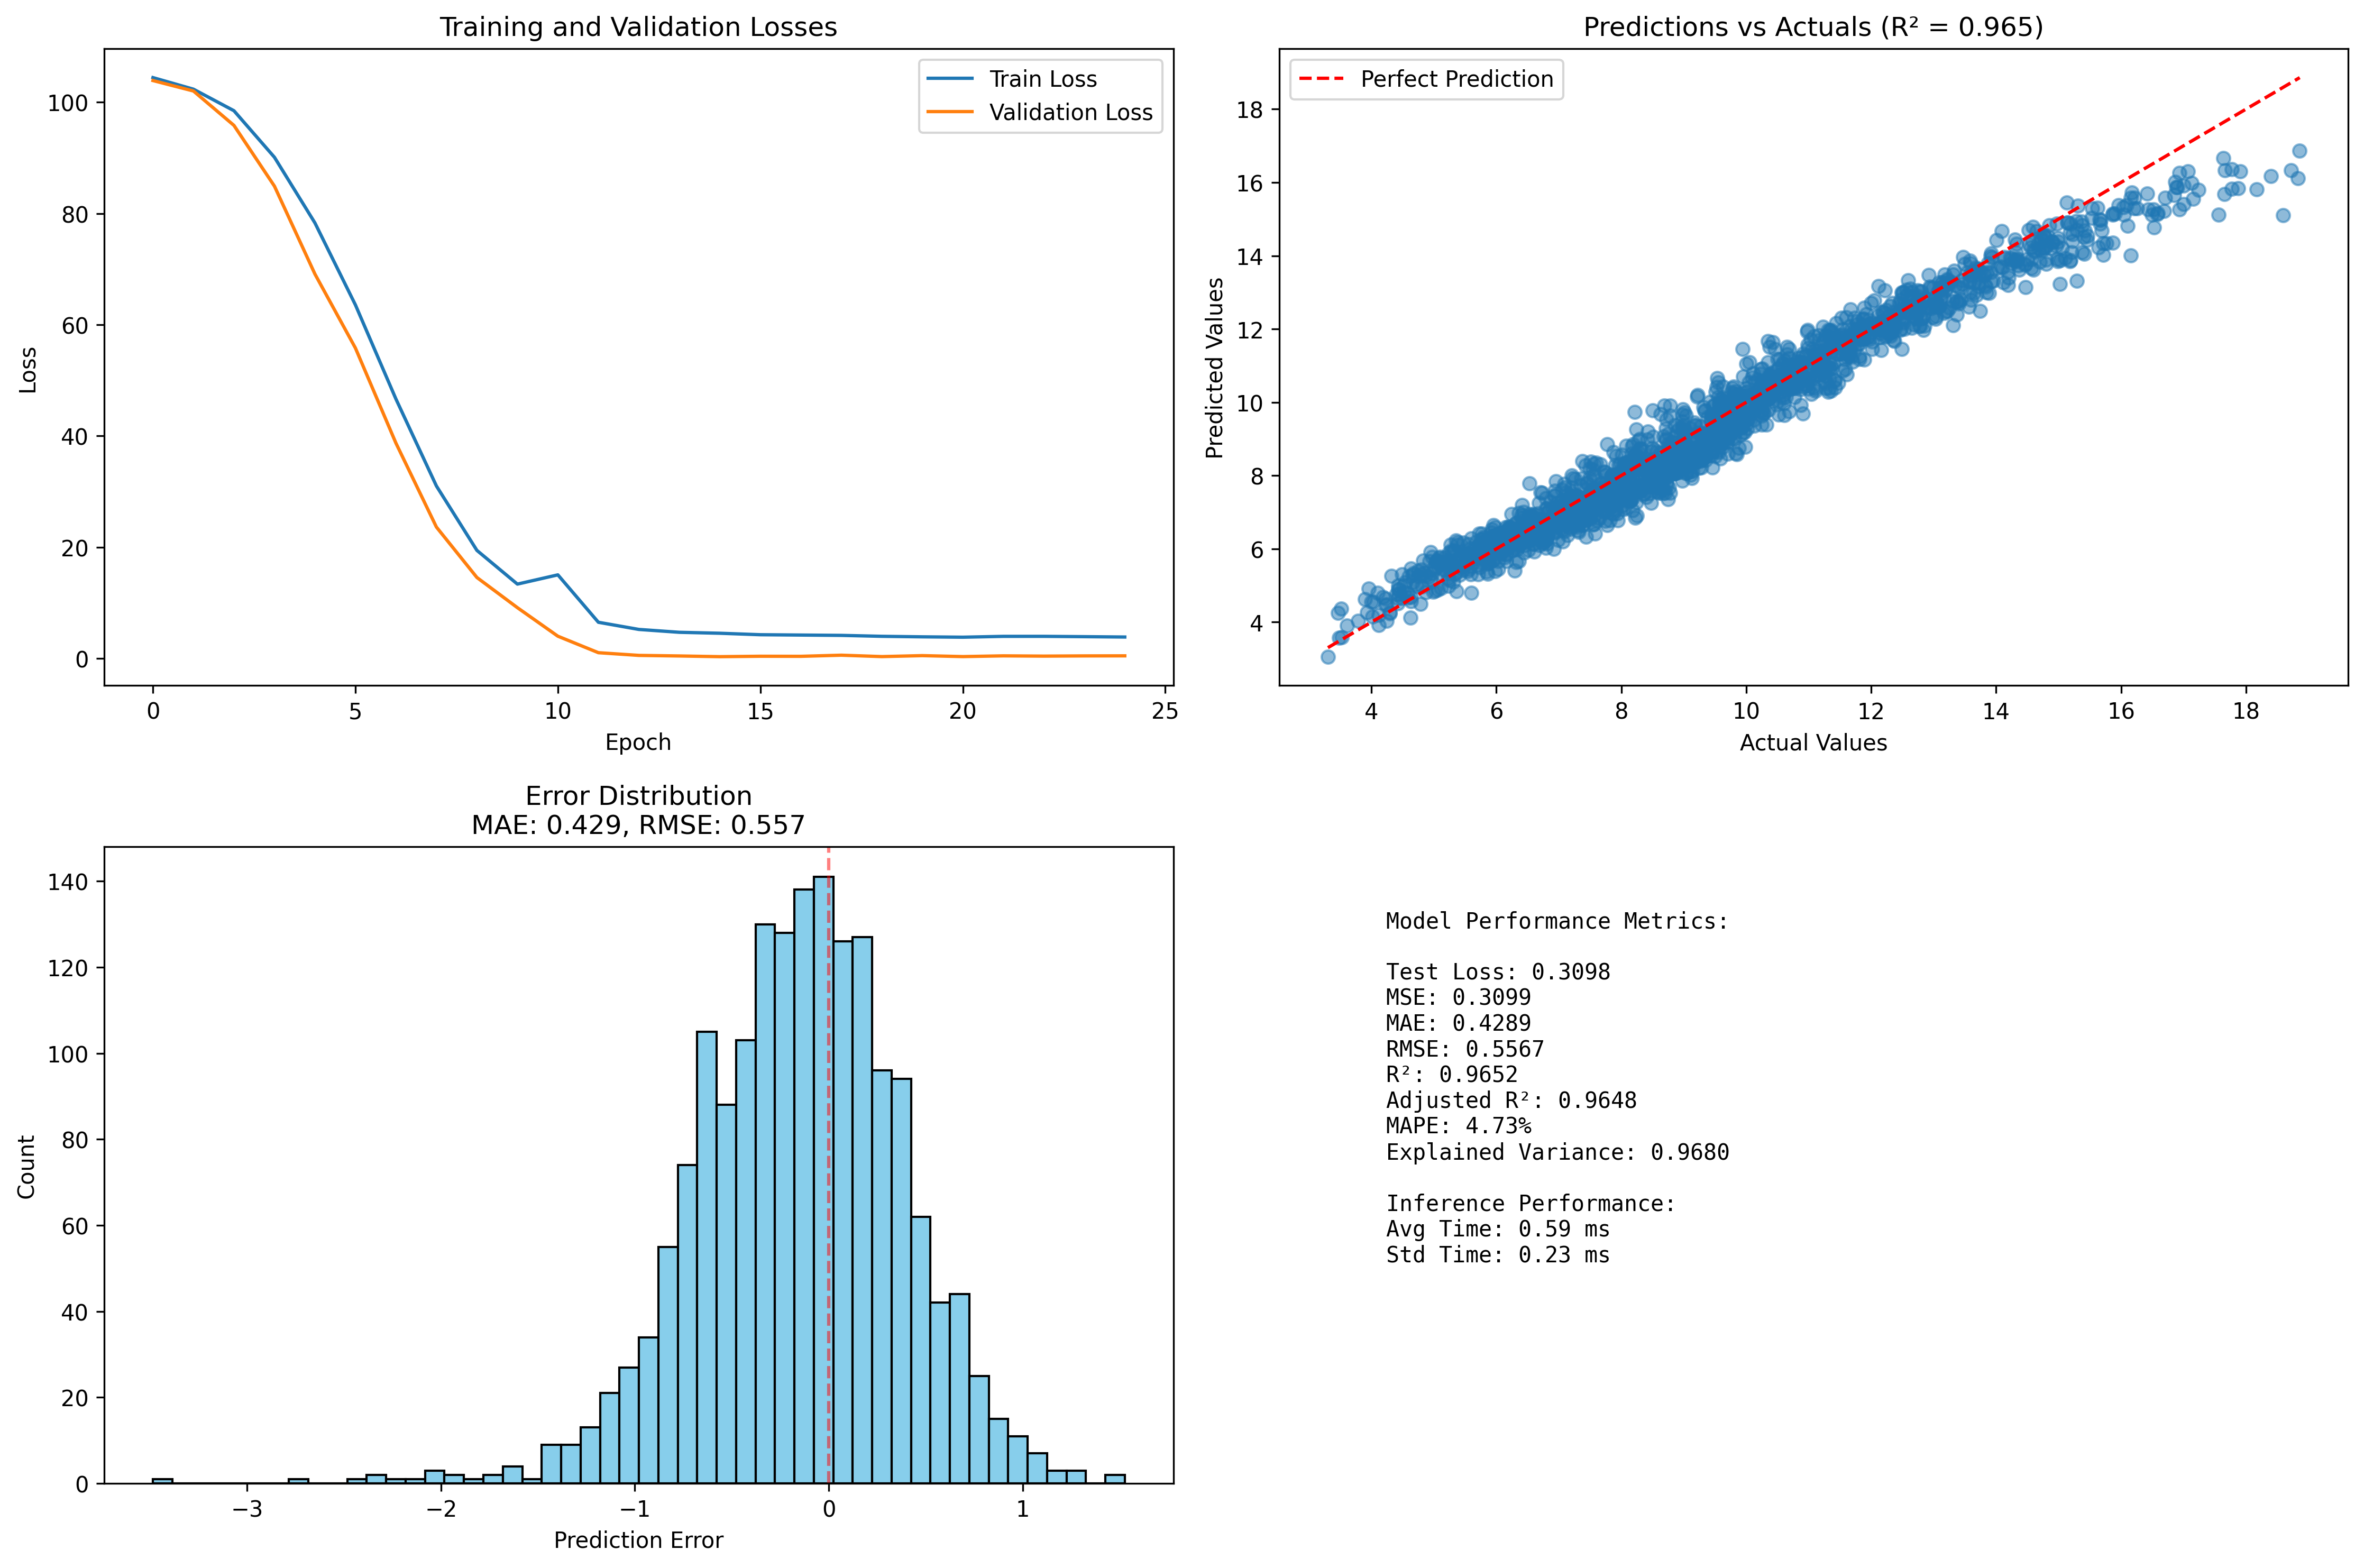 Training and Validation Losses
Train Loss
Validation Loss
100
80
60
40
20
0
Loss
0 5 10 15 20 25
Epoch
Predictions vs Actuals (R² = 0.965)
Perfect Prediction
18
16
14
12
10
8
6
4
Predicted Values
4 6 8 10 12 14 16 18
Actual Values
Error Distribution
MAE: 0.429, RMSE: 0.557
140
120
100
80
60
40
20
0
Count
−3 −2 −1 0 1
Prediction Error
Model Performance Metrics:
Test Loss: 0.3098
MSE: 0.3099
MAE: 0.4289
RMSE: 0.5567
R²: 0.9652
Adjusted R²: 0.9648
MAPE: 4.73%
Explained Variance: 0.9680
Inference Performance:
Avg Time: 0.59 ms
Std Time: 0.23 ms